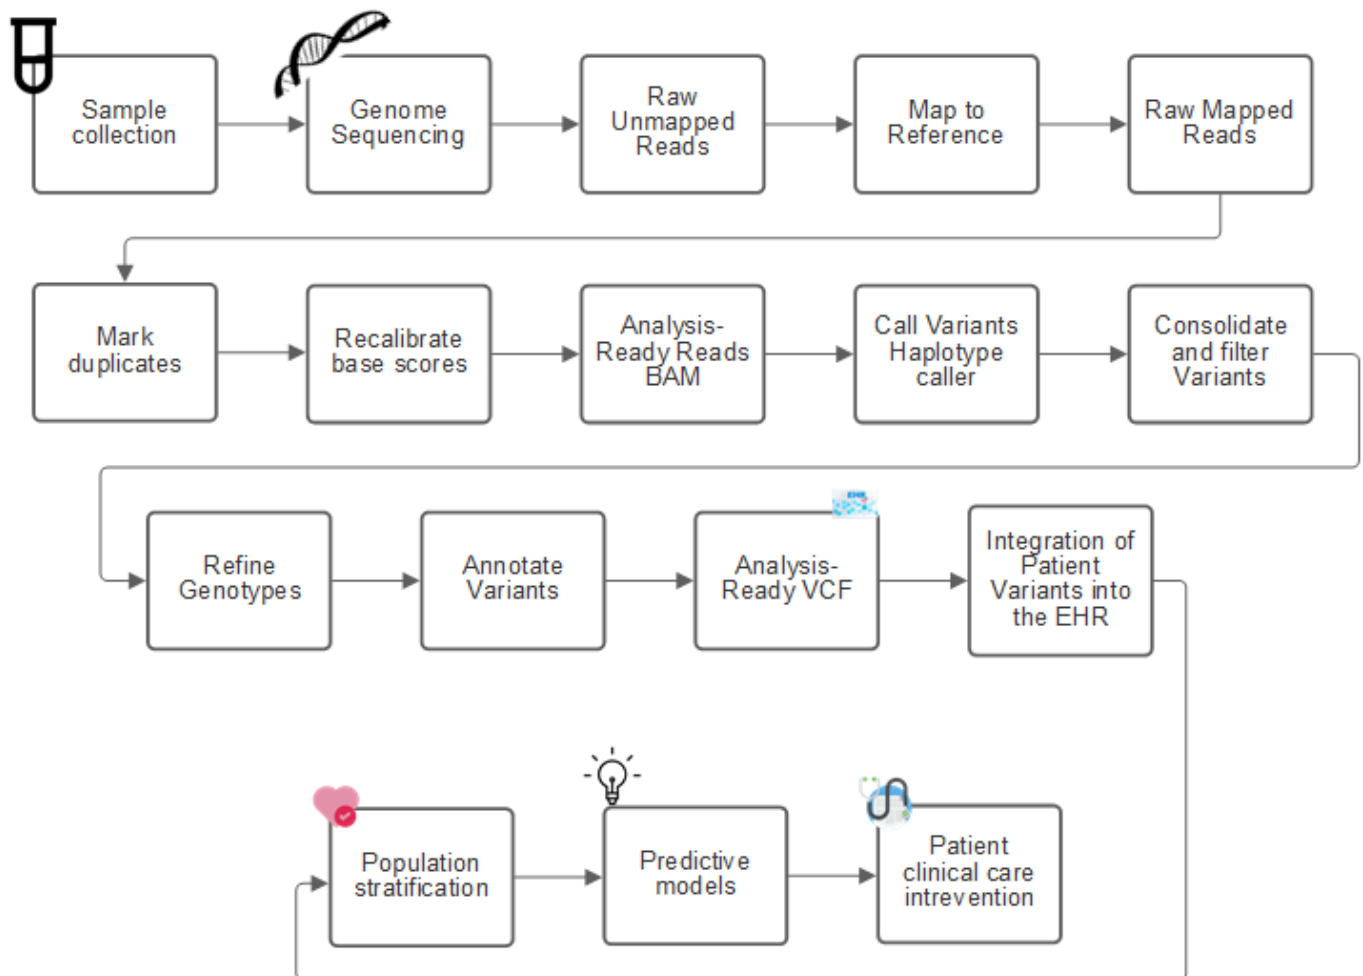 Sample
collection
Genome
Sequencing
Raw
Unmapped
Reads
Map to
Reference
Raw Mapped
Reads
Mark
duplicates
Recalibrate
base scores
Analysis-
Ready Reads
BAM
Call Variants
Haplotype
caller
Consolidate
and filter
Variants
Refine
Genotypes
Annotate
Variants
EHR
Analysis-
Ready VCF
Integration of
Patient
Variants into
the EHR
Population
stratification
Predictive
models
Patient
clinical care
intrevention